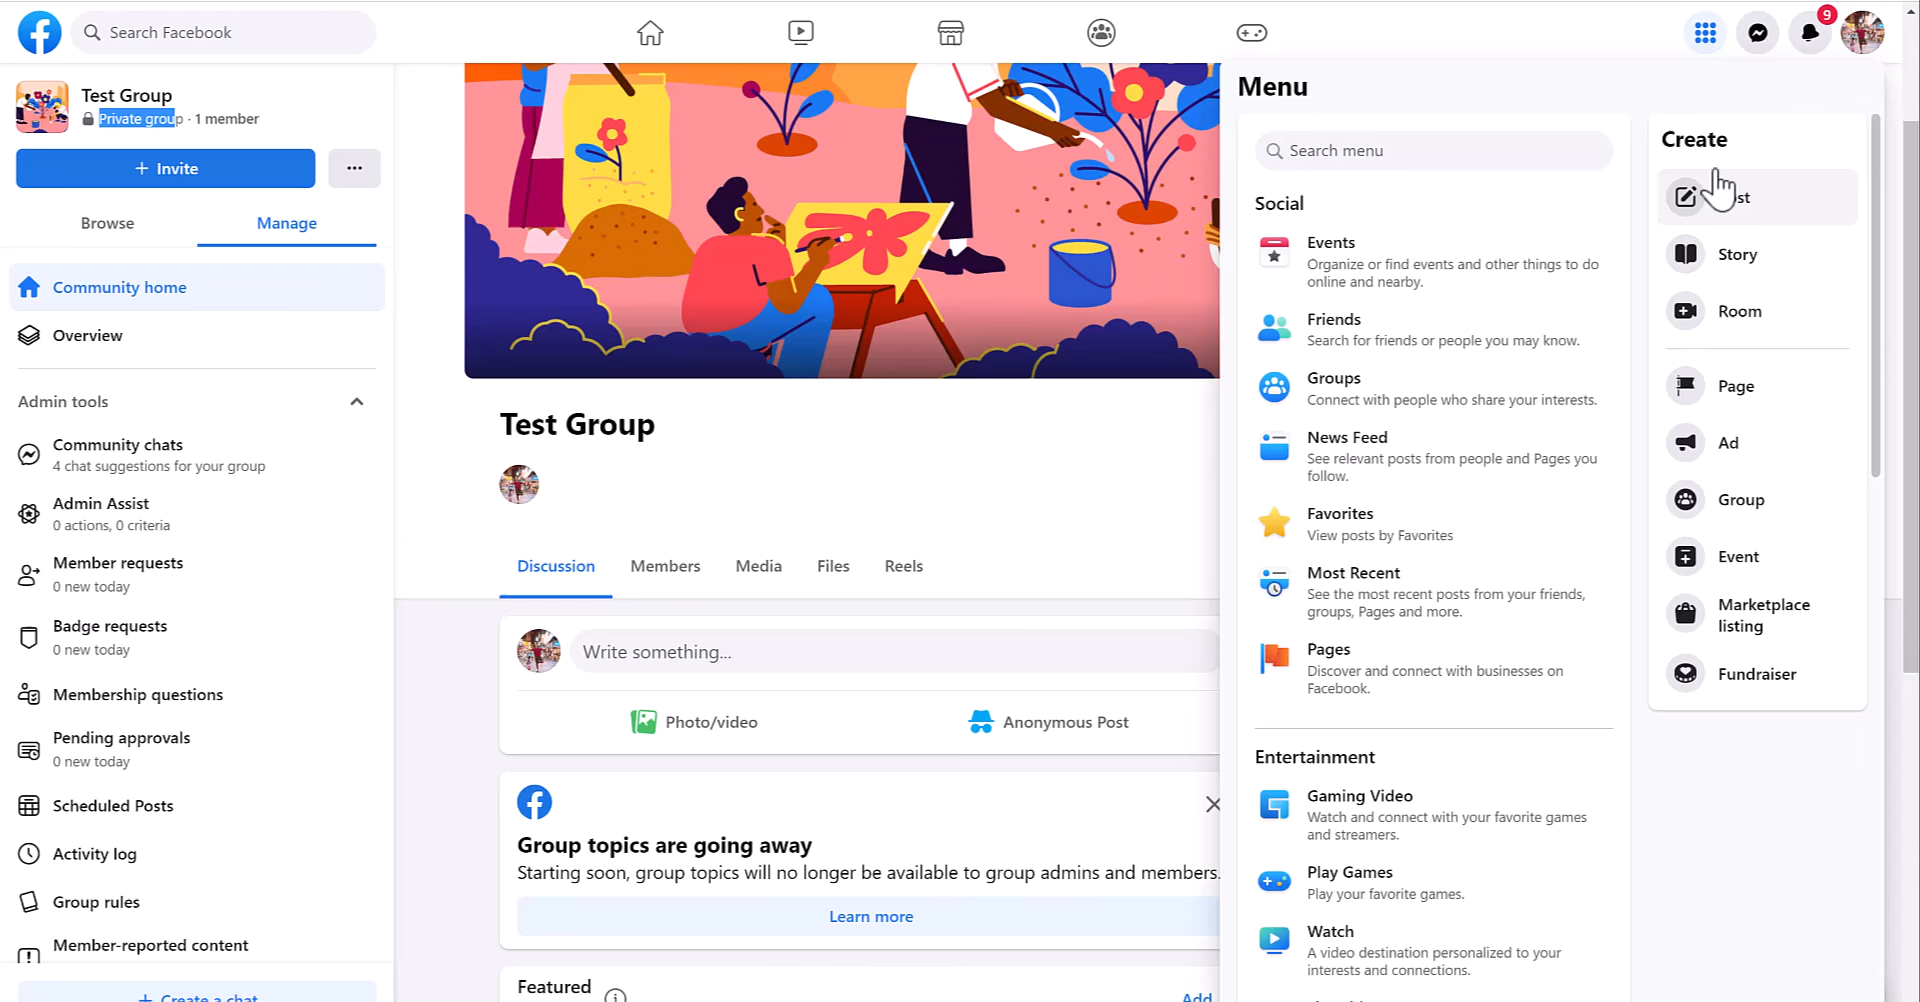 Search Facebook
9
Test Group
Private group · 1 member
+ Invite
Browse
Manage
Community home
Overview
Admin tools
Community chats
4 chat suggestions for your group
Admin Assist
0 actions, 0 criteria
Member requests
0 new today
Badge requests
0 new today
Membership questions
Pending approvals
0 new today
Scheduled Posts
Activity log
Group rules
Member-reported content
+ Create a chat
Test Group
Discussion
Members
Media
Files
Reels
Write something...
Photo/video
Anonymous Post
Group topics are going away
Starting soon, group topics will no longer be available to group admins and members.
Learn more
Featured
Add
Menu
Search menu
Social
Events
Organize or find events and other things to do
online and nearby.
Friends
Search for friends or people you may know.
Groups
Connect with people who share your interests.
News Feed
See relevant posts from people and Pages you
follow.
Favorites
View posts by Favorites
Most Recent
See the most recent posts from your friends,
groups, Pages and more.
Pages
Discover and connect with businesses on
Facebook.
Entertainment
Gaming Video
Watch and connect with your favorite games
and streamers.
Play Games
Play your favorite games.
Watch
A video destination personalized to your
interests and connections.
Create
Story
Room
Page
Ad
Group
Event
Marketplace
listing
Fundraiser